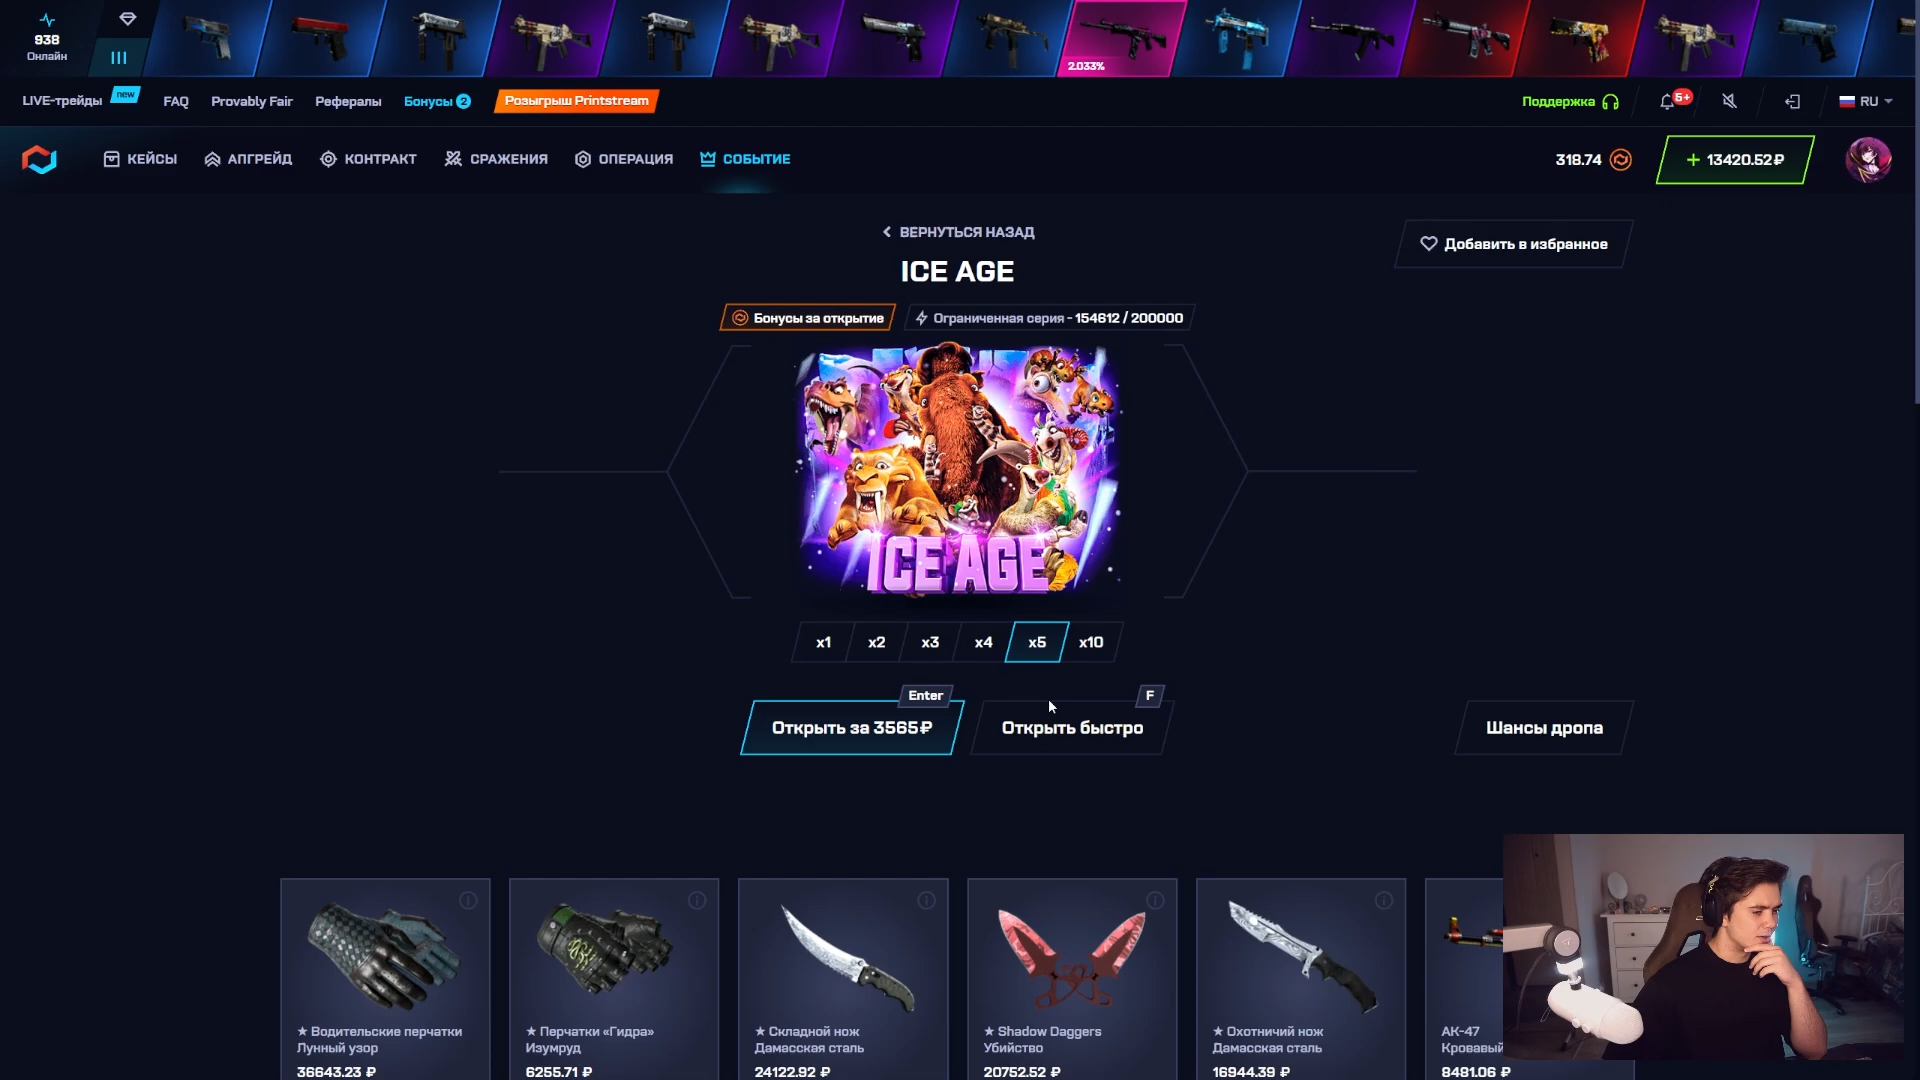 938
Онлайн
2.033%
LIVE-трейды
new
FAQ
Provably Fair
Рефералы
Бонусы 2
Розыгрыш Printstream
Поддержка
5+
RU
КЕЙСЫ
АПГРЕЙД
КОНТРАКТ
СРАЖЕНИЯ
ОПЕРАЦИЯ
СОБЫТИЕ
318.74
+ 13420.52 ₽
ВЕРНУТЬСЯ НАЗАД
Добавить в избранное
ICE AGE
Бонусы за открытие
Ограниченная серия - 154612 / 200000
ICE AGE
x1
x2
x3
x4
x5
x10
Enter
F
Открыть за 3565 ₽
Открыть быстро
Шансы дропа
★ Водительские перчатки
Лунный узор
36643.23 ₽
★ Перчатки «Гидра»
Изумруд
6255.71 ₽
★ Складной нож
Дамасская сталь
24122.92 ₽
★ Shadow Daggers
Убийство
20752.52 ₽
★ Охотничий нож
Дамасская сталь
16944.39 ₽
АК-47
Кровавый
8481.06 ₽